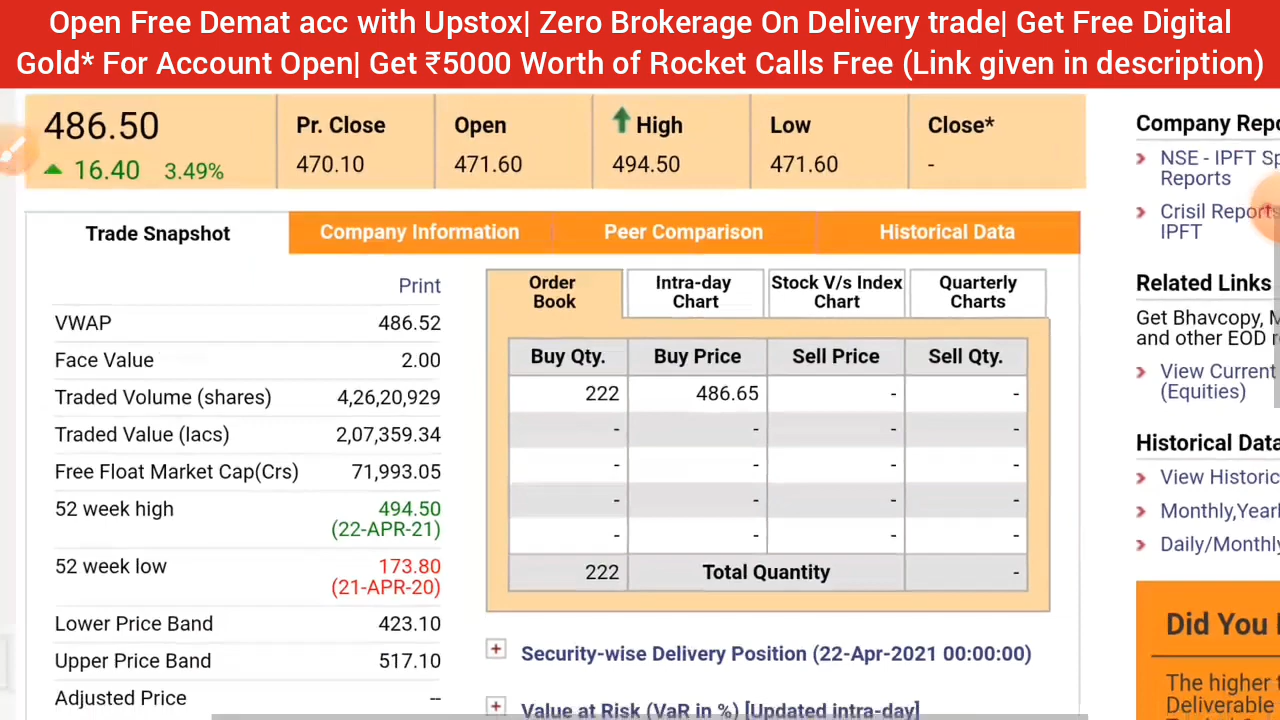 Open Free Demat acc with Upstox| Zero Brokerage On Delivery trade| Get Free Digital
Gold* For Account Open| Get ₹5000 Worth of Rocket Calls Free (Link given in description)
486.50
16.40 3.49%
Pr. Close
470.10
Open
471.60
High
494.50
Low
471.60
Close*
-
Trade Snapshot
Company Information
Peer Comparison
Historical Data
Print
VWAP 486.52
Face Value 2.00
Traded Volume (shares) 4,26,20,929
Traded Value (lacs) 2,07,359.34
Free Float Market Cap(Crs) 71,993.05
52 week high 494.50
(22-APR-21)
52 week low 173.80
(21-APR-20)
Lower Price Band 423.10
Upper Price Band 517.10
Adjusted Price --
Order
Book
Intra-day
Chart
Stock V/s Index
Chart
Quarterly
Charts
Buy Qty. Buy Price Sell Price Sell Qty.
222 486.65 - -
- - - -
- - - -
- - - -
- - - -
222 Total Quantity -
+ Security-wise Delivery Position (22-Apr-2021 00:00:00)
+ Value at Risk (VaR in %) [Updated intra-day]
Company Repo
NSE - IPFT Sp
Reports
Crisil Reports
IPFT
Related Links
Get Bhavcopy, M
and other EOD r
View Current
(Equities)
Historical Data
View Historic
Monthly,Yearl
Daily/Monthly
Did You
The higher t
Deliverable